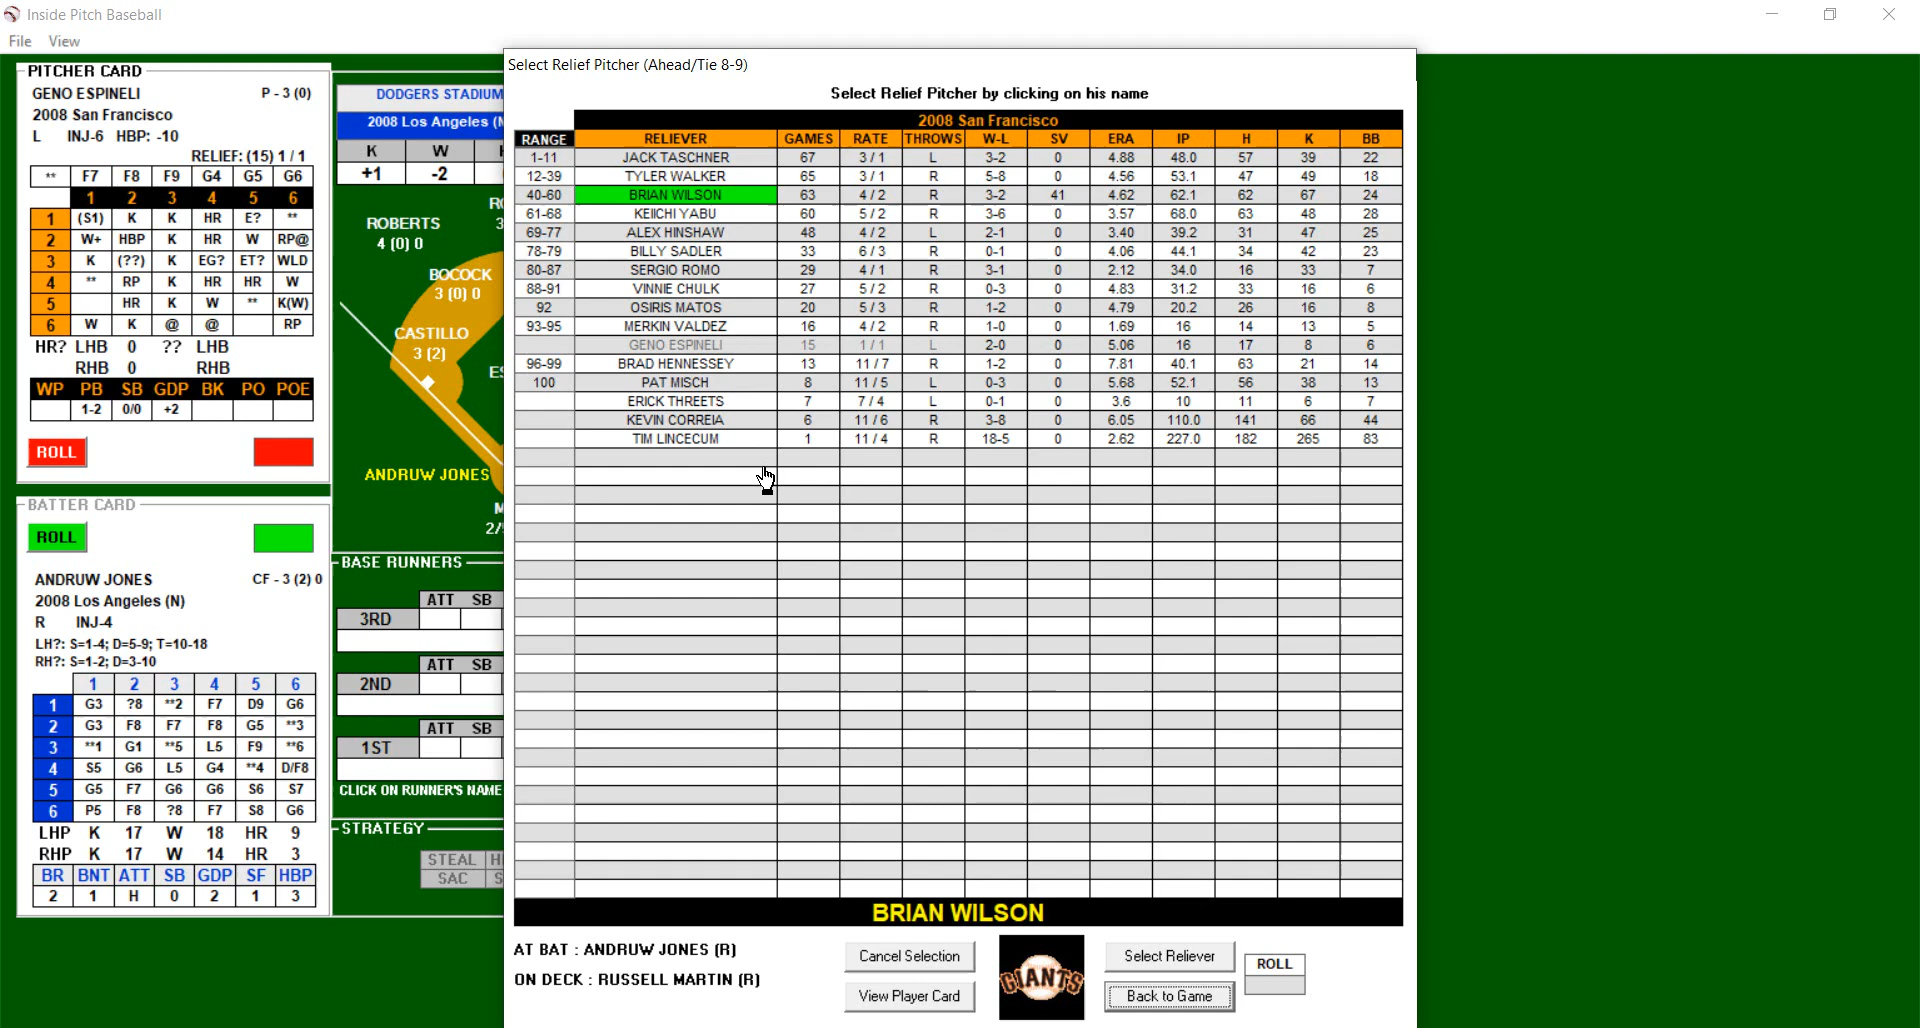 Inside Pitch Baseball
File View
PITCHER CARD
GENO ESPINELI P - 3 (0)
2008 San Francisco
L INJ-6 HBP: -10
RELIEF: (15) 1 / 1
** F7 F8 F9 G4 G5 G6
1 2 3 4 5 6
1 (S1) K K HR E? **
2 W+ HBP K HR W RP@
3 K (??) K EG? ET? WLD
4 ** RP K HR HR W
5 HR K W ** K(W)
6 W K @ @ RP
HR? LHB 0 ?? LHB
RHB 0 RHB
WP PB SB GDP BK PO POE
1-2 0/0 +2
ROLL
BATTER CARD
ROLL
ANDRUW JONES CF - 3 (2) 0
2008 Los Angeles (N)
R INJ-4
LH?: S=1-4; D=5-9; T=10-18
RH?: S=1-2; D=3-10
1 2 3 4 5 6
1 G3 ?8 **2 F7 D9 G6
2 G3 F8 F7 F8 G5 **3
3 **1 G1 **5 L5 F9 **6
4 S5 G6 L5 G4 **4 D/F8
5 G5 F7 G6 G6 S6 S7
6 P5 F8 ?8 F7 S8 G6
LHP K 17 W 18 HR 9
RHP K 17 W 14 HR 3
BR BNT ATT SB GDP SF HBP
2 1 H 0 2 1 3
DODGERS STADIUM
2008 Los Angeles (
K W
+1 -2
ROBERTS
4 (0) 0
BOCOCK
3 (0) 0
CASTILLO
3 (2)
ES
ANDRUW JONES
M
2/
BASE RUNNERS
ATT SB
3RD
ATT SB
2ND
ATT SB
1ST
CLICK ON RUNNER'S NAME
STRATEGY
STEAL H
SAC S
Select Relief Pitcher (Ahead/Tie 8-9)
Select Relief Pitcher by clicking on his name
2008 San Francisco
RANGE RELIEVER GAMES RATE THROWS W-L SV ERA IP H K BB
1-11 JACK TASCHNER 67 3 / 1 L 3-2 0 4.88 48.0 57 39 22
12-39 TYLER WALKER 65 3 / 1 R 5-8 0 4.56 53.1 47 49 18
40-60 BRIAN WILSON 63 4 / 2 R 3-2 41 4.62 62.1 62 67 24
61-68 KEIICHI YABU 60 5 / 2 R 3-6 0 3.57 68.0 63 48 28
69-77 ALEX HINSHAW 48 4 / 2 L 2-1 0 3.40 39.2 31 47 25
78-79 BILLY SADLER 33 6 / 3 R 0-1 0 4.06 44.1 34 42 23
80-87 SERGIO ROMO 29 4 / 1 R 3-1 0 2.12 34.0 16 33 7
88-91 VINNIE CHULK 27 5 / 2 R 0-3 0 4.83 31.2 33 16 6
92 OSIRIS MATOS 20 5 / 3 R 1-2 0 4.79 20.2 26 16 8
93-95 MERKIN VALDEZ 16 4 / 2 R 1-0 0 1.69 16 14 13 5
GENO ESPINELI 15 1 / 1 L 2-0 0 5.06 16 17 8 6
96-99 BRAD HENNESSEY 13 11 / 7 R 1-2 0 7.81 40.1 63 21 14
100 PAT MISCH 8 11 / 5 L 0-3 0 5.68 52.1 56 38 13
ERICK THREETS 7 7 / 4 L 0-1 0 3.6 10 11 6 7
KEVIN CORREIA 6 11 / 6 R 3-8 0 6.05 110.0 141 66 44
TIM LINCECUM 1 11 / 4 R 18-5 0 2.62 227.0 182 265 83
BRIAN WILSON
AT BAT : ANDRUW JONES (R)
ON DECK : RUSSELL MARTIN (R)
Cancel Selection
View Player Card
GIANTS
Select Reliever
Back to Game
ROLL